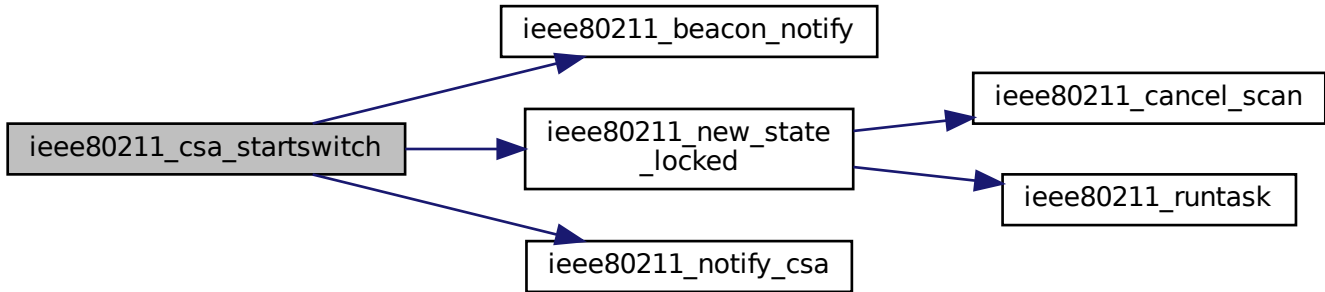 ieee80211_csa_startswitch
ieee80211_beacon_notify
ieee80211_new_state
_locked
ieee80211_notify_csa
ieee80211_cancel_scan
ieee80211_runtask